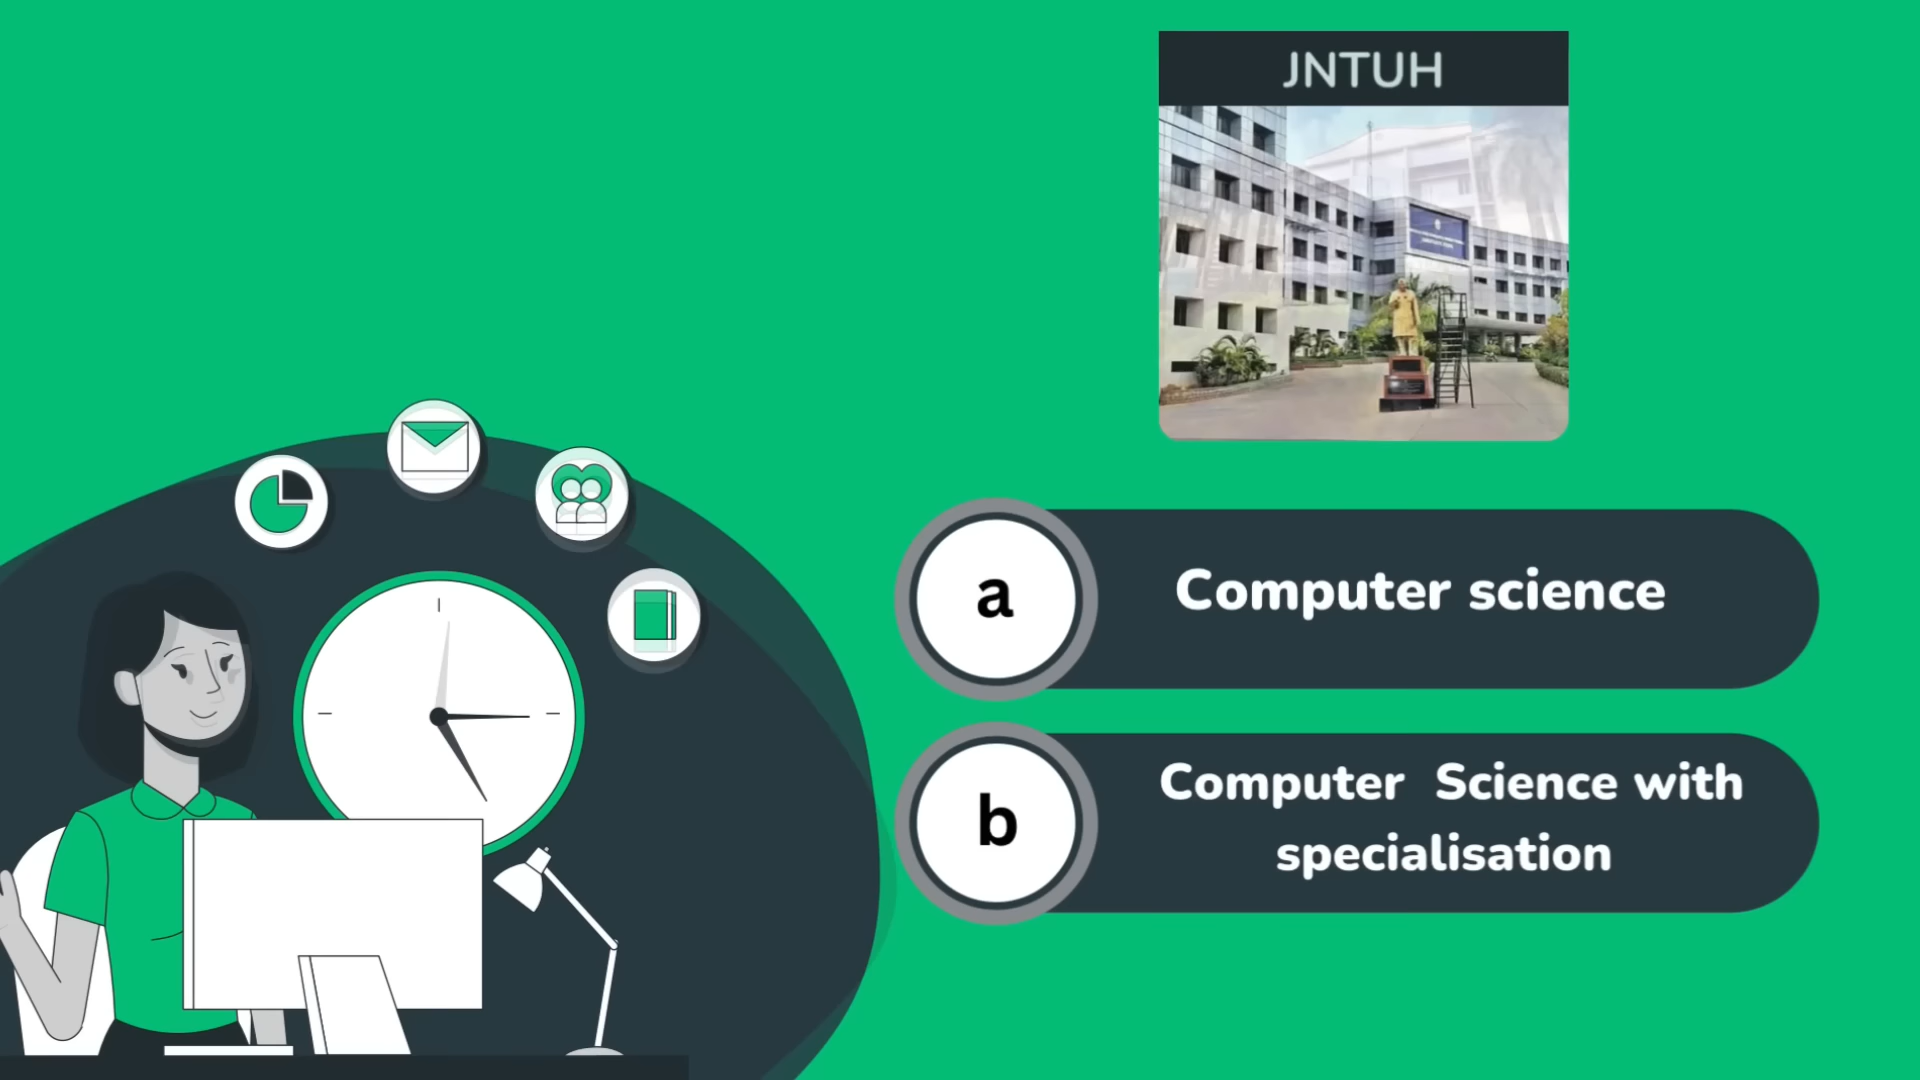 JNTUH
a
Computer science
b
Computer Science with
specialisation